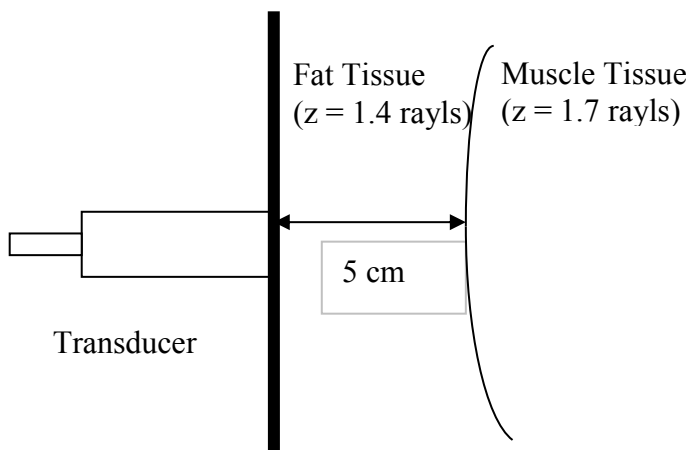 Fat Tissue
(z = 1.4 rayls)
Muscle Tissue
(z = 1.7 rayls)
5 cm
Transducer